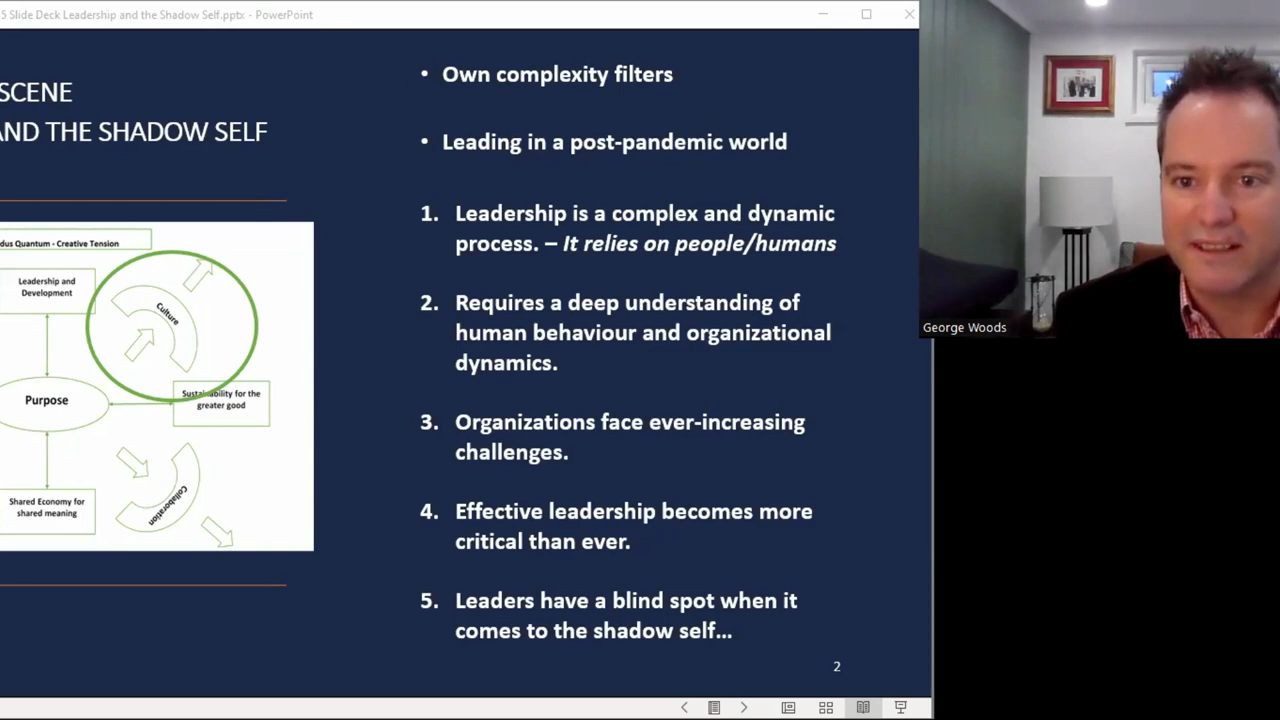 5 Slide Deck Leadership and the Shadow Self.pptx - PowerPoint
SCENE
AND THE SHADOW SELF
dus Quantum - Creative Tension
Leadership and
Development
Culture
Purpose
Sustainability for the
greater good
Shared Economy for
shared meaning
Collaboration
• Own complexity filters
• Leading in a post-pandemic world
1. Leadership is a complex and dynamic
process. – It relies on people/humans
2. Requires a deep understanding of
human behaviour and organizational
dynamics.
3. Organizations face ever-increasing
challenges.
4. Effective leadership becomes more
critical than ever.
5. Leaders have a blind spot when it
comes to the shadow self...
2
George Woods